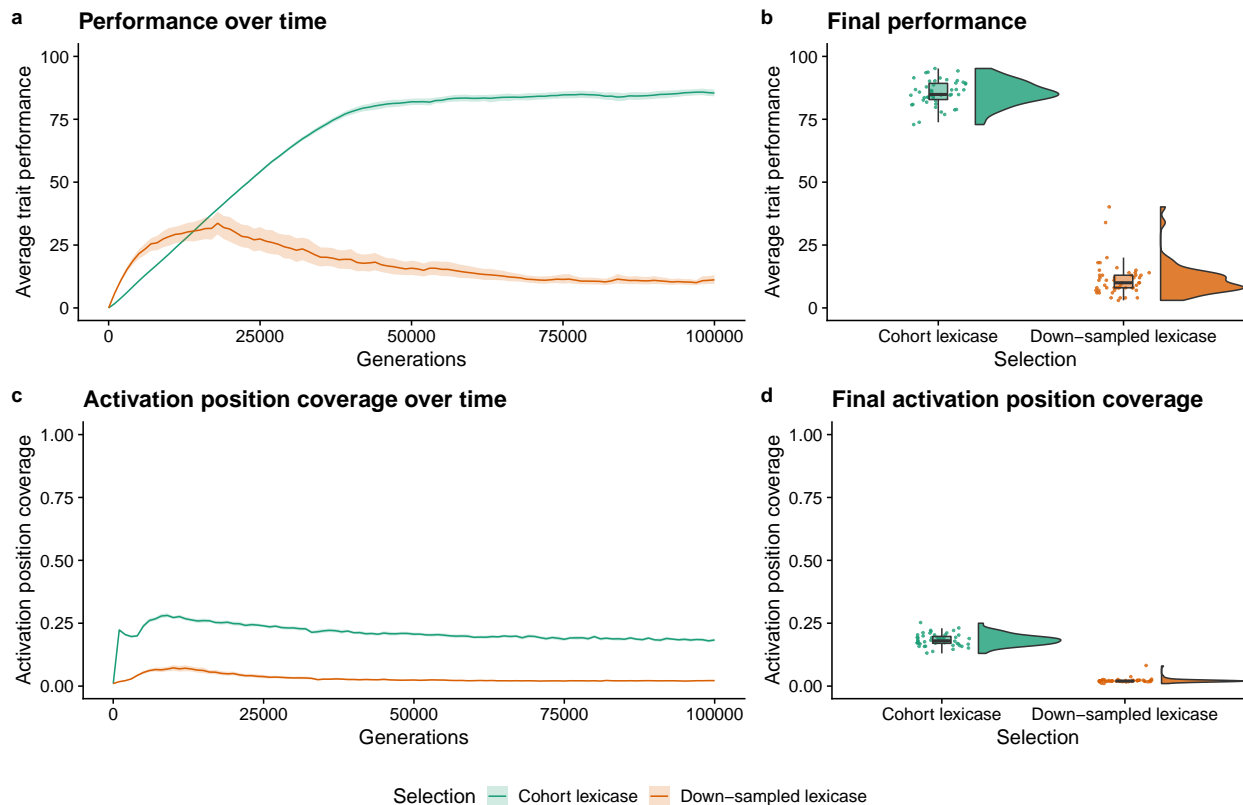 a Performance over time
100
75
50
25
0
Average trait performance
0 25000 50000 75000 100000
Generations
b Final performance
100
75
50
25
0
Average trait performance
Cohort lexicase Down−sampled lexicase
Selection
c Activation position coverage over time
1.00
0.75
0.50
0.25
0.00
Activation position coverage
0 25000 50000 75000 100000
Generations
d Final activation position coverage
1.00
0.75
0.50
0.25
0.00
Activation position coverage
Cohort lexicase Down−sampled lexicase
Selection
Selection Cohort lexicase Down−sampled lexicase